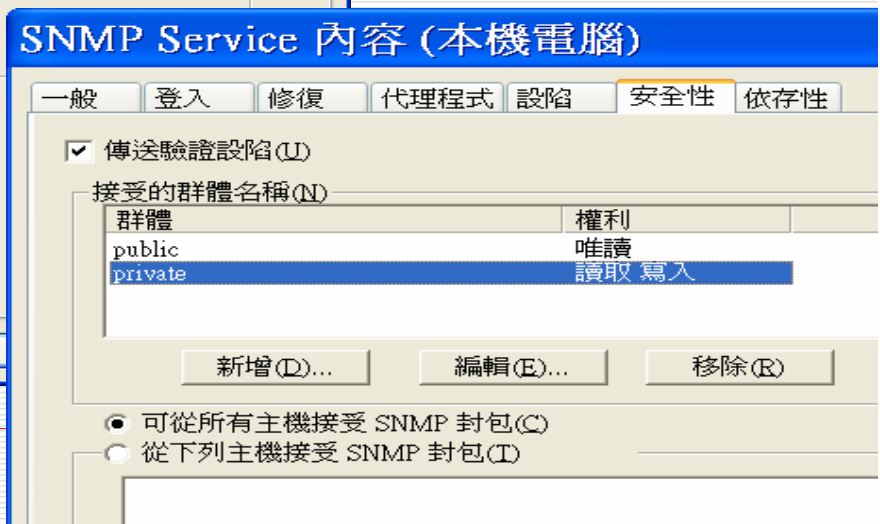 SNMP Service 內容 (本機電腦)
一般 登入 修復 代理程式 設陷 安全性 依存性
傳送驗證設陷(U)
接受的群體名稱(N)
群體 權利
public 唯讀
private 讀取 寫入
新增(D)... 編輯(E)... 移除(R)
可從所有主機接受 SNMP 封包(C)
從下列主機接受 SNMP 封包(T)